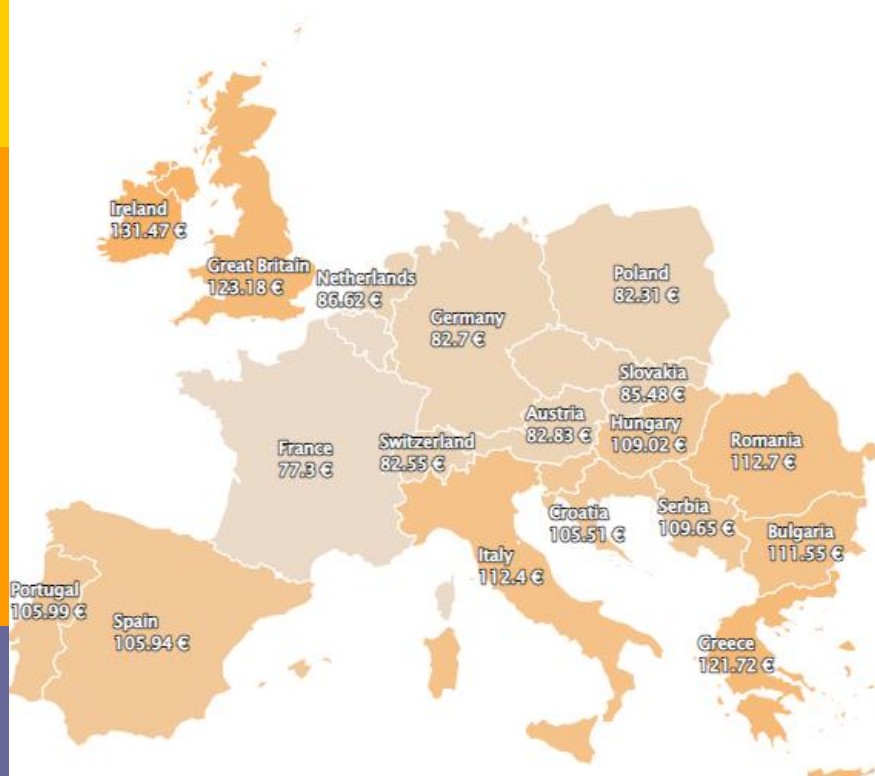 Ireland
131.47 €
Great Britain
123.18 €
Netherlands
86.62 €
Germany
82.7 €
Poland
82.31 €
Slovakia
85.48 €
Austria
82.83 €
Hungary
109.02 €
Romania
112.7 €
France
77.3 €
Switzerland
82.55 €
Croatia
105.51 €
Serbia
109.65 €
Bulgaria
111.55 €
Italy
112.4 €
Portugal
105.99 €
Spain
105.94 €
Greece
121.72 €